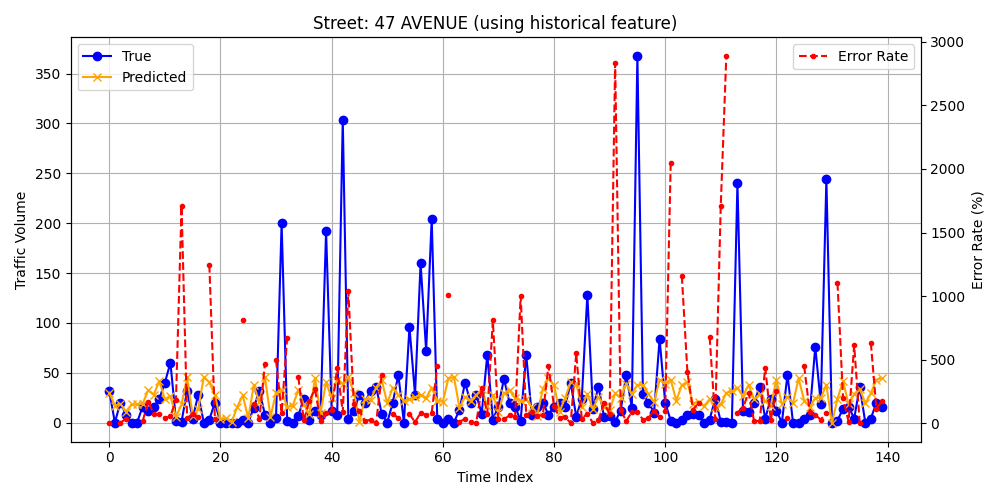 Street: 47 AVENUE (using historical feature)
True
Predicted
Error Rate
Traffic Volume
350
300
250
200
150
100
50
0
3000
2500
2000
1500
1000
500
0
Error Rate (%)
0 20 40 60 80 100 120 140
Time Index